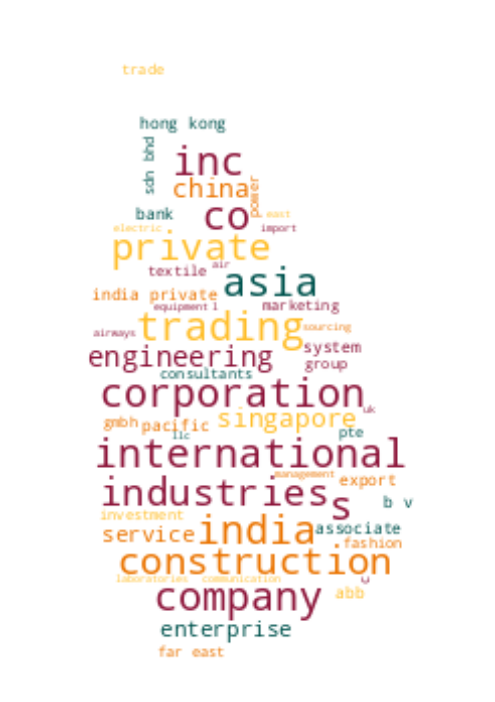 trade
hong kong
sdn bhd
inc
china
power
bank
co
east
electric
import
private
textile
air
asia
india private
equipment l
marketing
airways
trading
sourcing
engineering
system
group
consultants
corporation
uk
gmbh
pacific
singapore
llc
pte
international
management
export
industries
s
b v
investment
service
india
associate
fashion
construction
laboratories
communication
u
company
abb
enterprise
far east